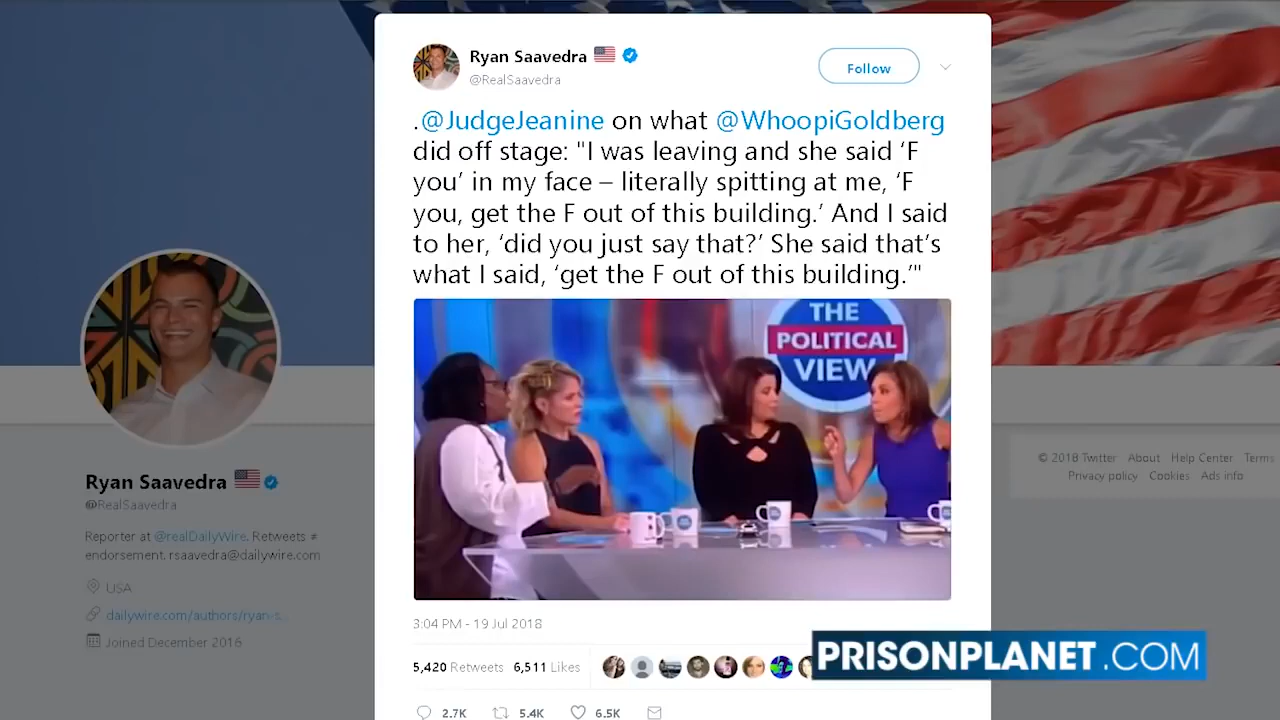 Ryan Saavedra
@RealSaavedra
Follow
.@JudgeJeanine on what @WhoopiGoldberg
did off stage: "I was leaving and she said ‘F
you’ in my face – literally spitting at me, ‘F
you, get the F out of this building.’ And I said
to her, ‘did you just say that?’ She said that’s
what I said, ‘get the F out of this building.’"
THE
POLITICAL
VIEW
3:04 PM - 19 Jul 2018
5,420 Retweets 6,511 Likes
2.7K 5.4K 6.5K
Ryan Saavedra
@RealSaavedra
Reporter at @realDailyWire. Retweets ≠
endorsement. rsaavedra@dailywire.com
USA
dailywire.com/authors/ryan-s.
Joined December 2016
© 2018 Twitter About Help Center Terms
Privacy policy Cookies Ads info
PRISONPLANET.COM